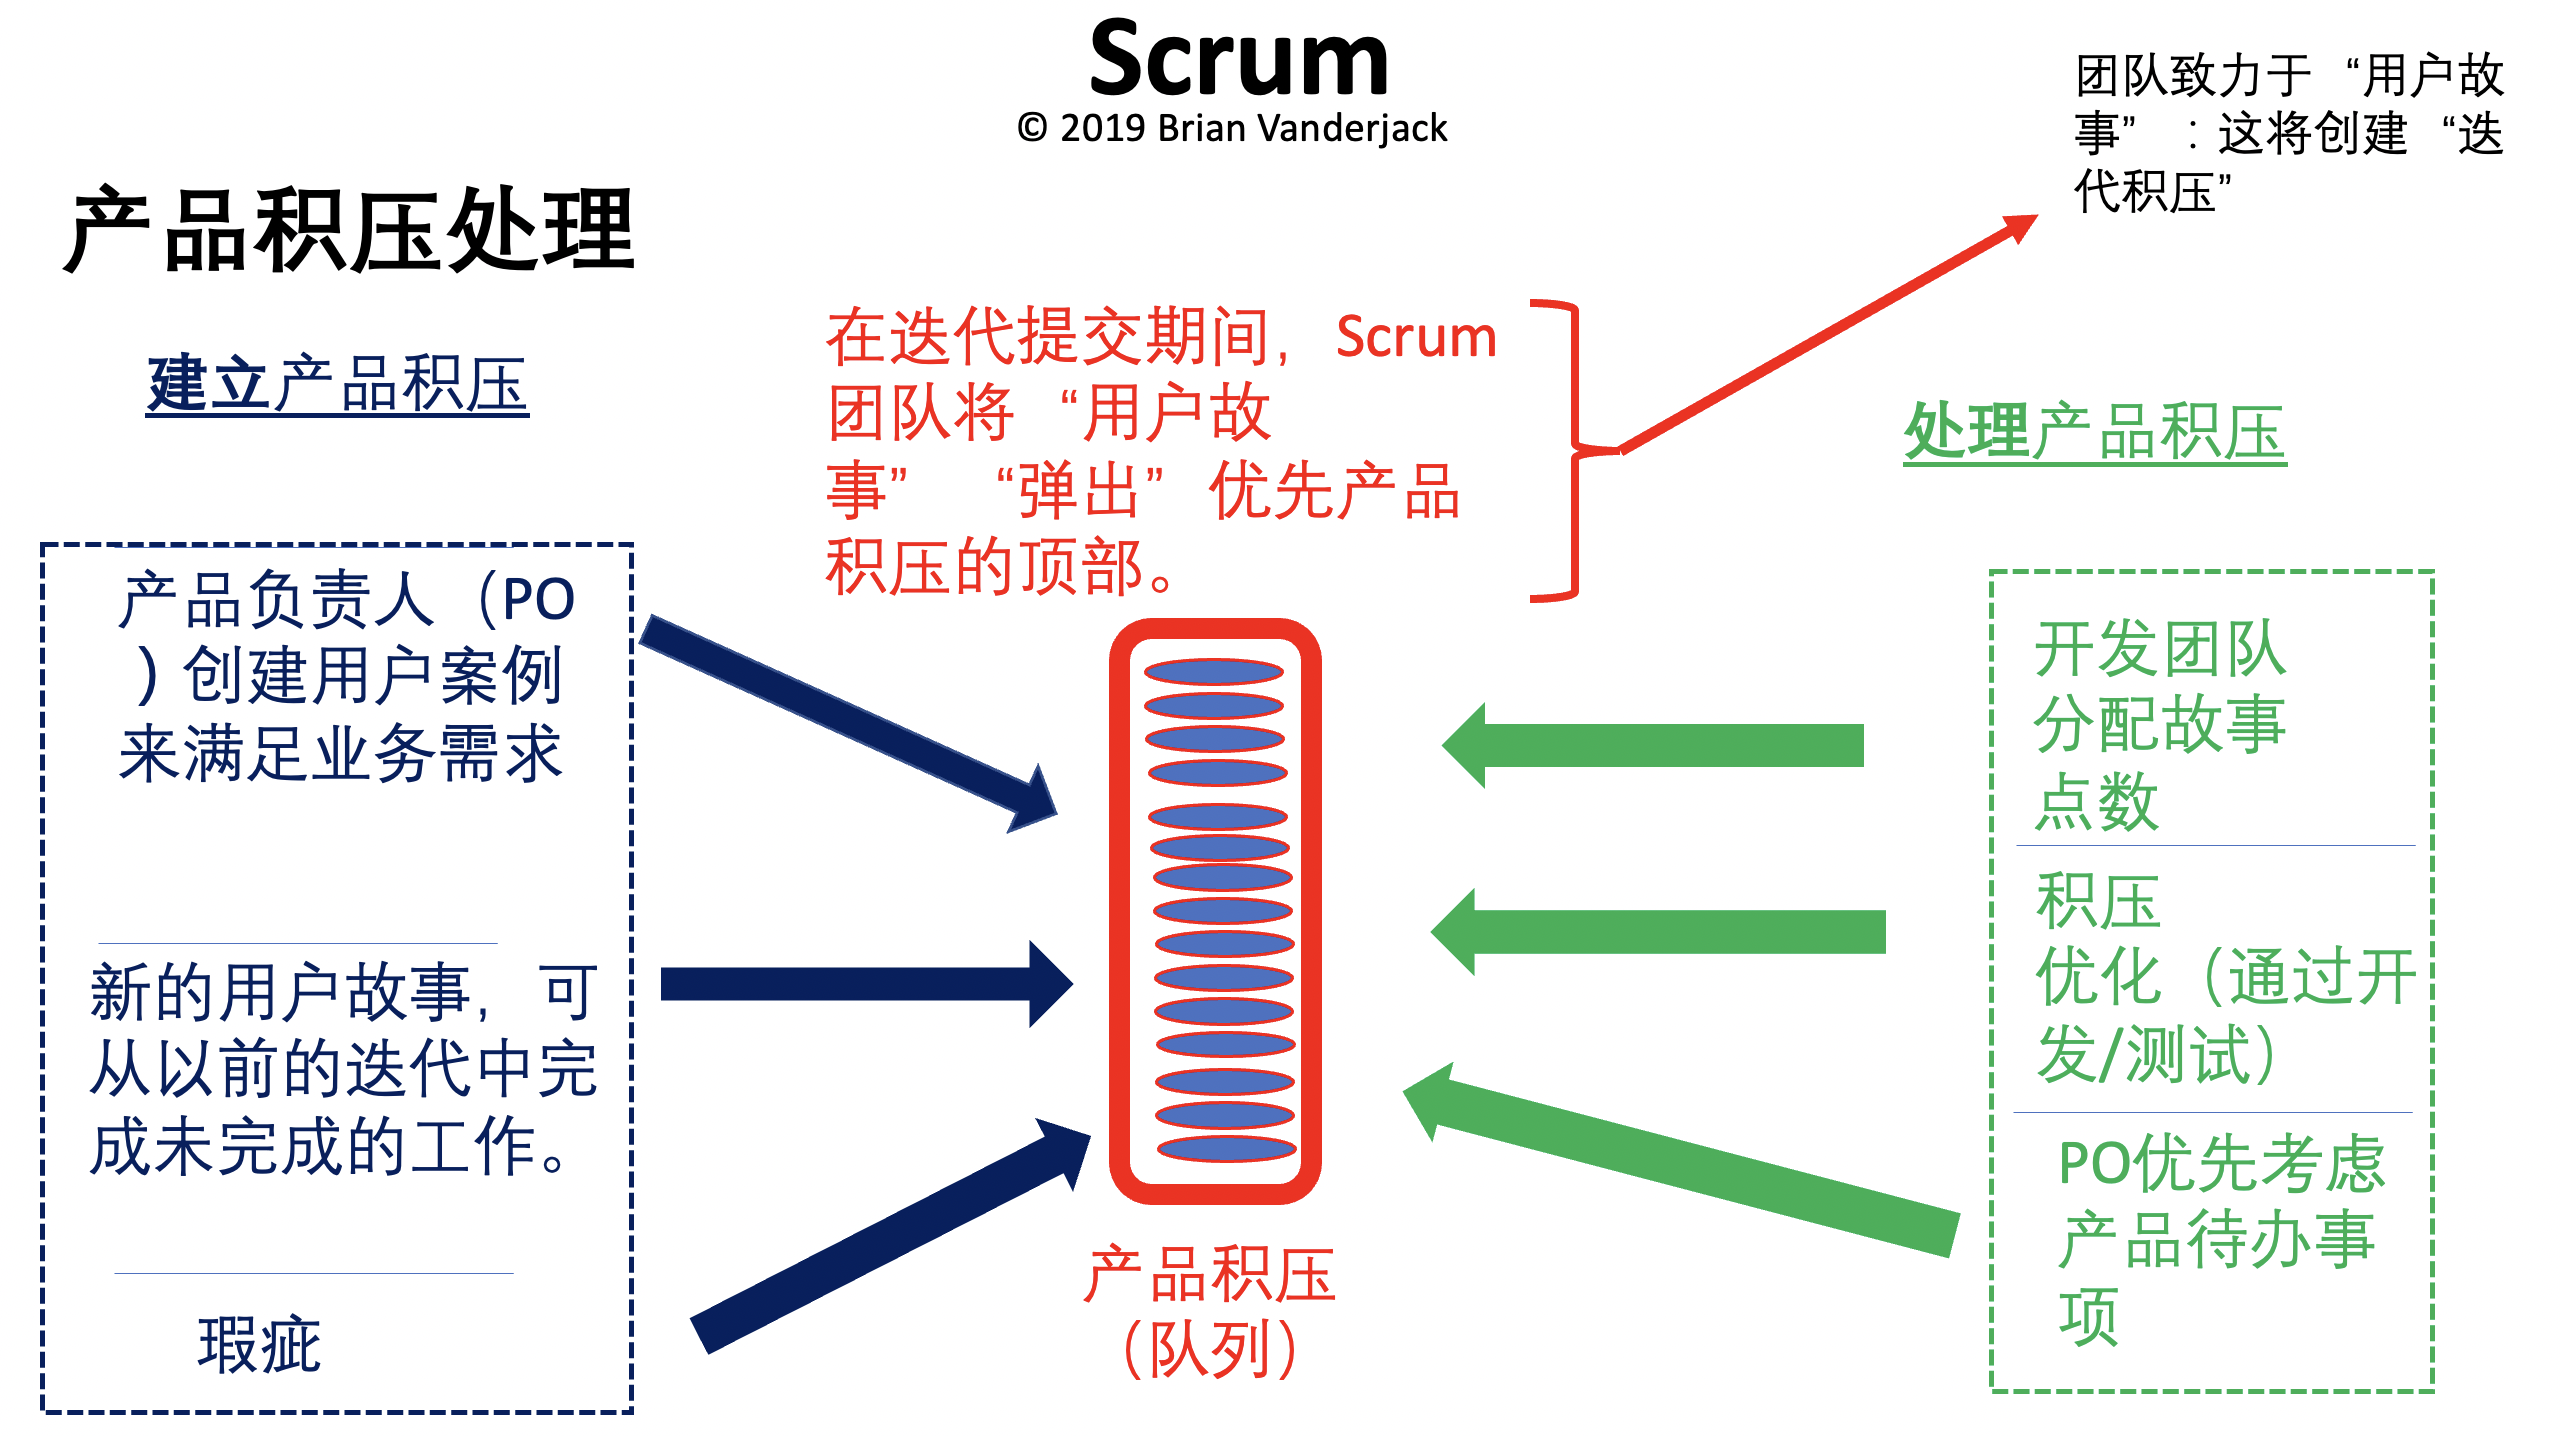 Scrum
© 2019 Brian Vanderjack
团队致力于 “用户故
事” ：这将创建 “迭
代积压”
产品积压处理
建立产品积压
在迭代提交期间，Scrum
团队将 “用户故
事” “弹出” 优先产品
积压的顶部。
处理产品积压
产品负责人（PO
）创建用户案例
来满足业务需求
新的用户故事，可
从以前的迭代中完
成未完成的工作。
瑕疵
产品积压
（队列）
开发团队
分配故事
点数
积压
优化（通过开
发/测试）
PO优先考虑
产品待办事
项